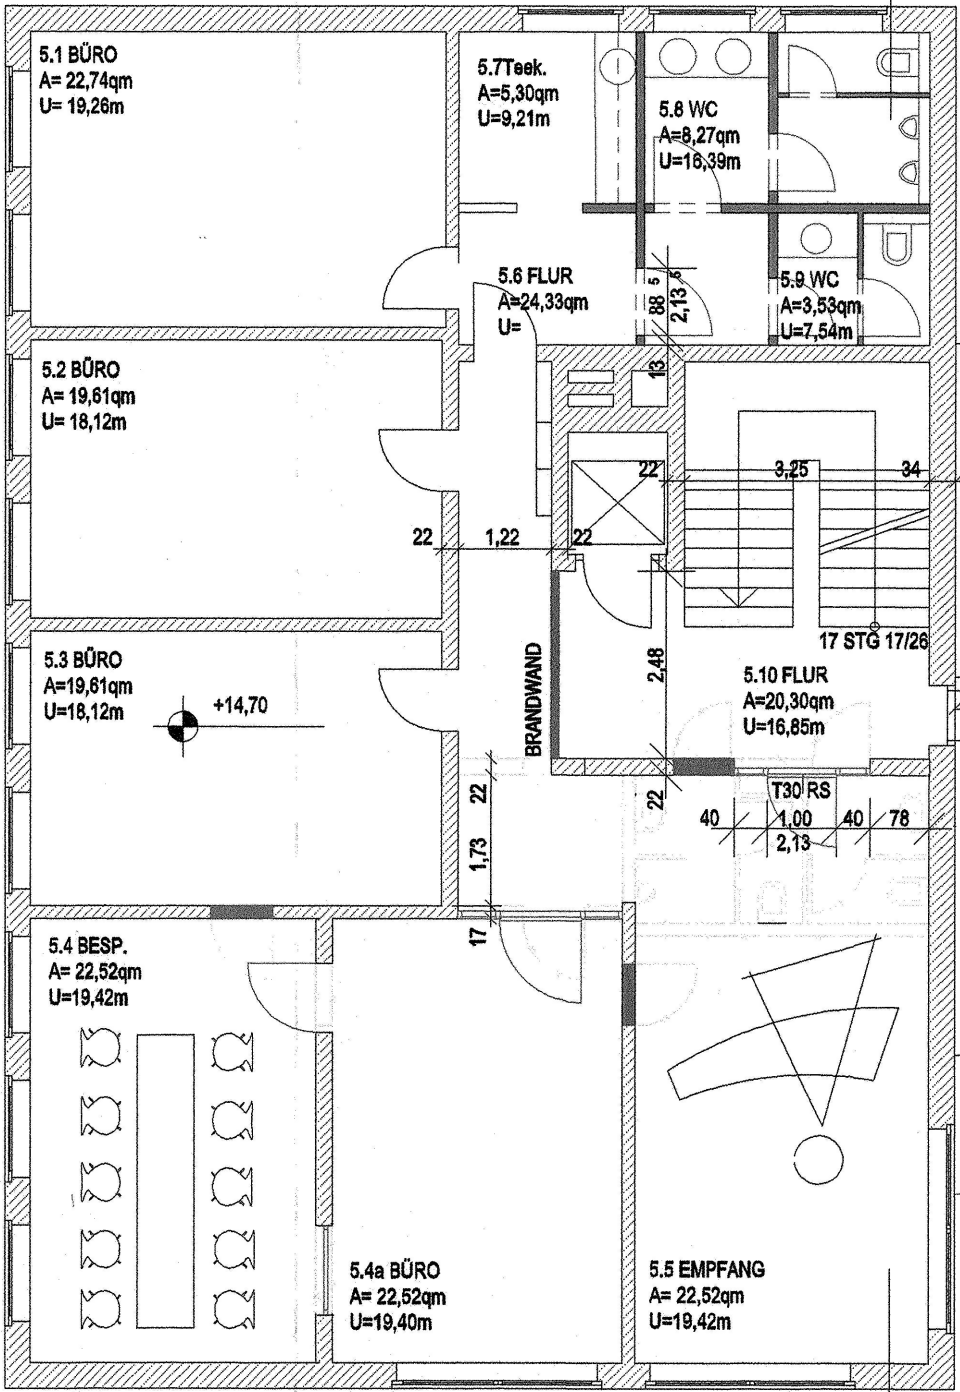 5.1 BÜRO
A= 22,74qm
U= 19,26m
5.7Teek.
A=5,30qm
U=9,21m
5.8 WC
A=8,27qm
U=16,39m
5.6 FLUR
A=24,33qm
U=
88 5
2,13 5
13
5.9 WC
A=3,53qm
U=7,54m
5.2 BÜRO
A= 19,61qm
U= 18,12m
22
3,25
34
22
1,22
22
17 STG 17/26
5.3 BÜRO
A=19,61qm
U=18,12m
+14,70
BRANDWAND
2,48
5.10 FLUR
A=20,30qm
U=16,85m
22
1,73
17
22
T30 RS
40
1,00
2,13
40
78
5.4 BESP.
A= 22,52qm
U=19,42m
5.4a BÜRO
A= 22,52qm
U=19,40m
5.5 EMPFANG
A= 22,52qm
U=19,42m